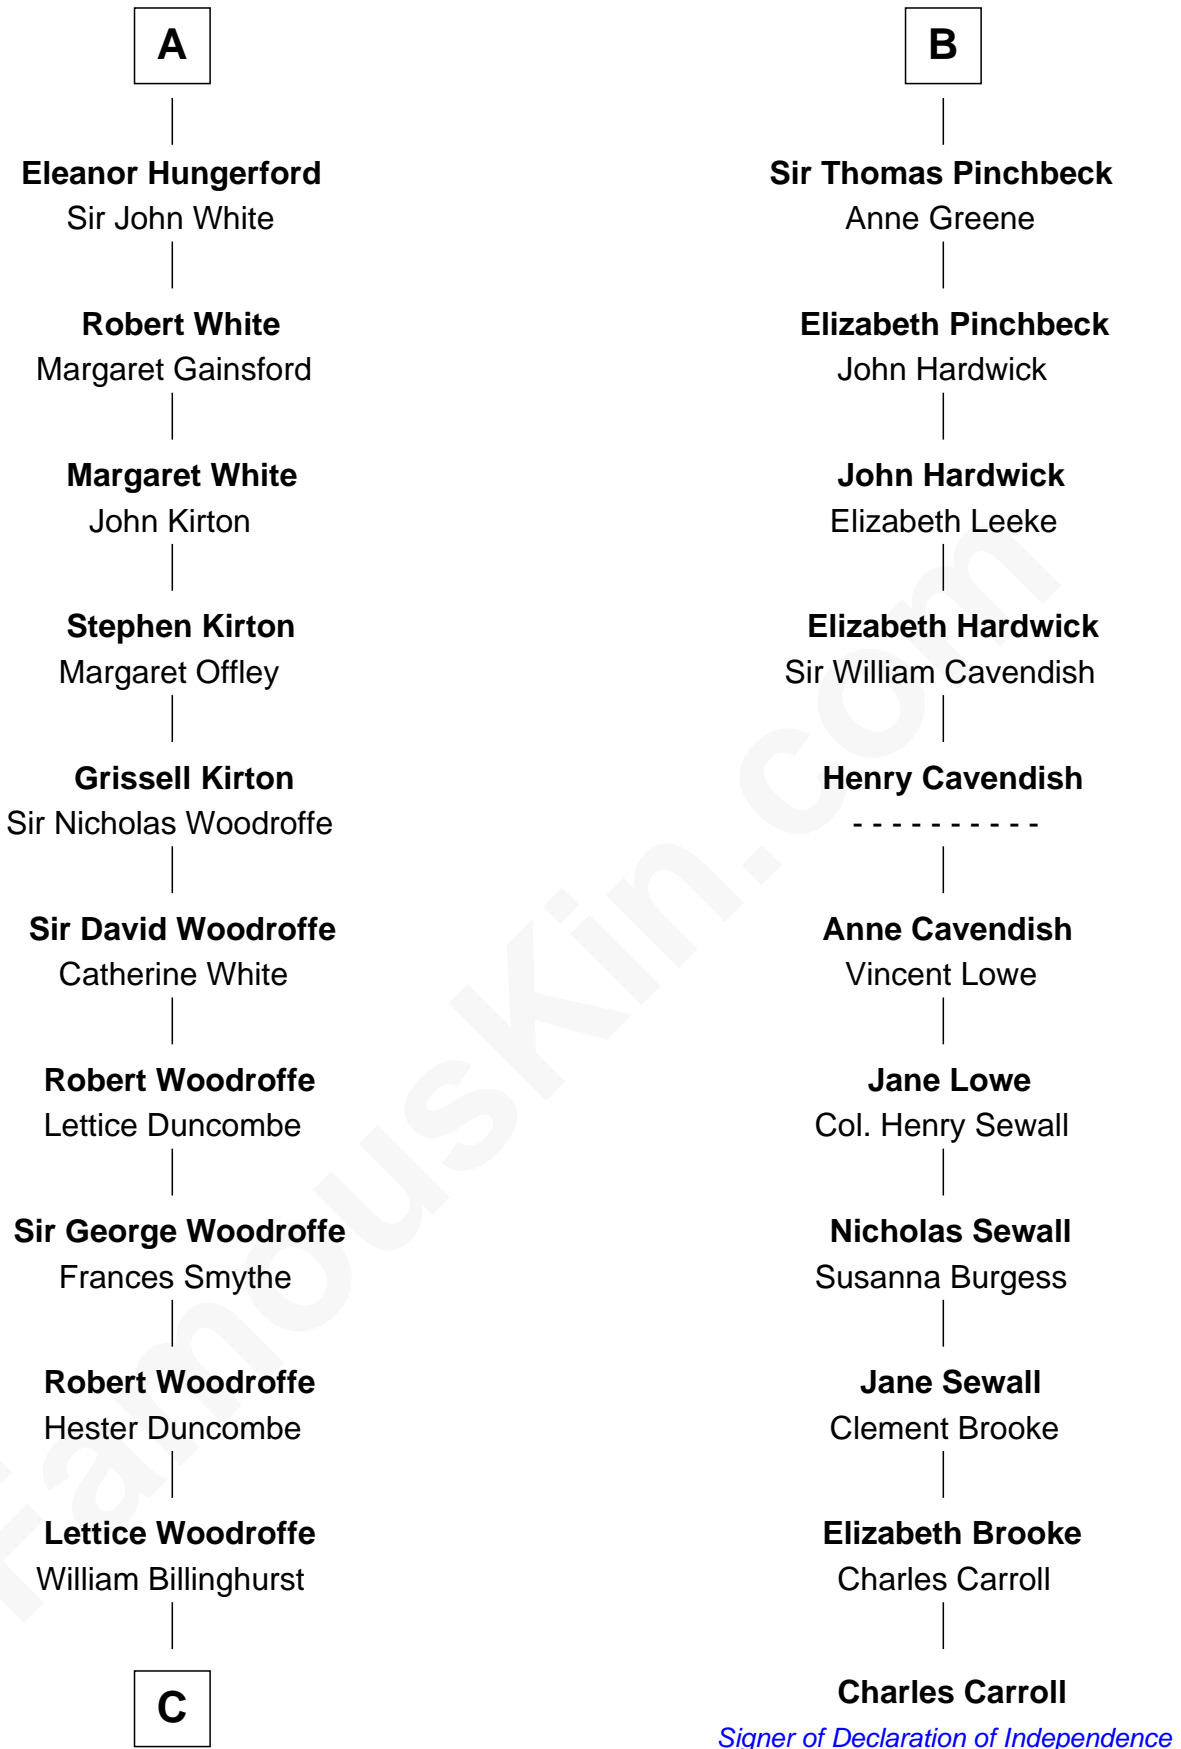 A
Eleanor Hungerford
Sir John White
Robert White
Margaret Gainsford
Margaret White
John Kirton
Stephen Kirton
Margaret Offley
Grissell Kirton
Sir Nicholas Woodroffe
Sir David Woodroffe
Catherine White
Robert Woodroffe
Lettice Duncombe
Sir George Woodroffe
Frances Smythe
Robert Woodroffe
Hester Duncombe
Lettice Woodroffe
William Billinghurst
C
B
Sir Thomas Pinchbeck
Anne Greene
Elizabeth Pinchbeck
John Hardwick
John Hardwick
Elizabeth Leeke
Elizabeth Hardwick
Sir William Cavendish
Henry Cavendish
- - - - - - - - - -
Anne Cavendish
Vincent Lowe
Jane Lowe
Col. Henry Sewall
Nicholas Sewall
Susanna Burgess
Jane Sewall
Clement Brooke
Elizabeth Brooke
Charles Carroll
Charles Carroll
Signer of Declaration of Independence
FamousKin.com